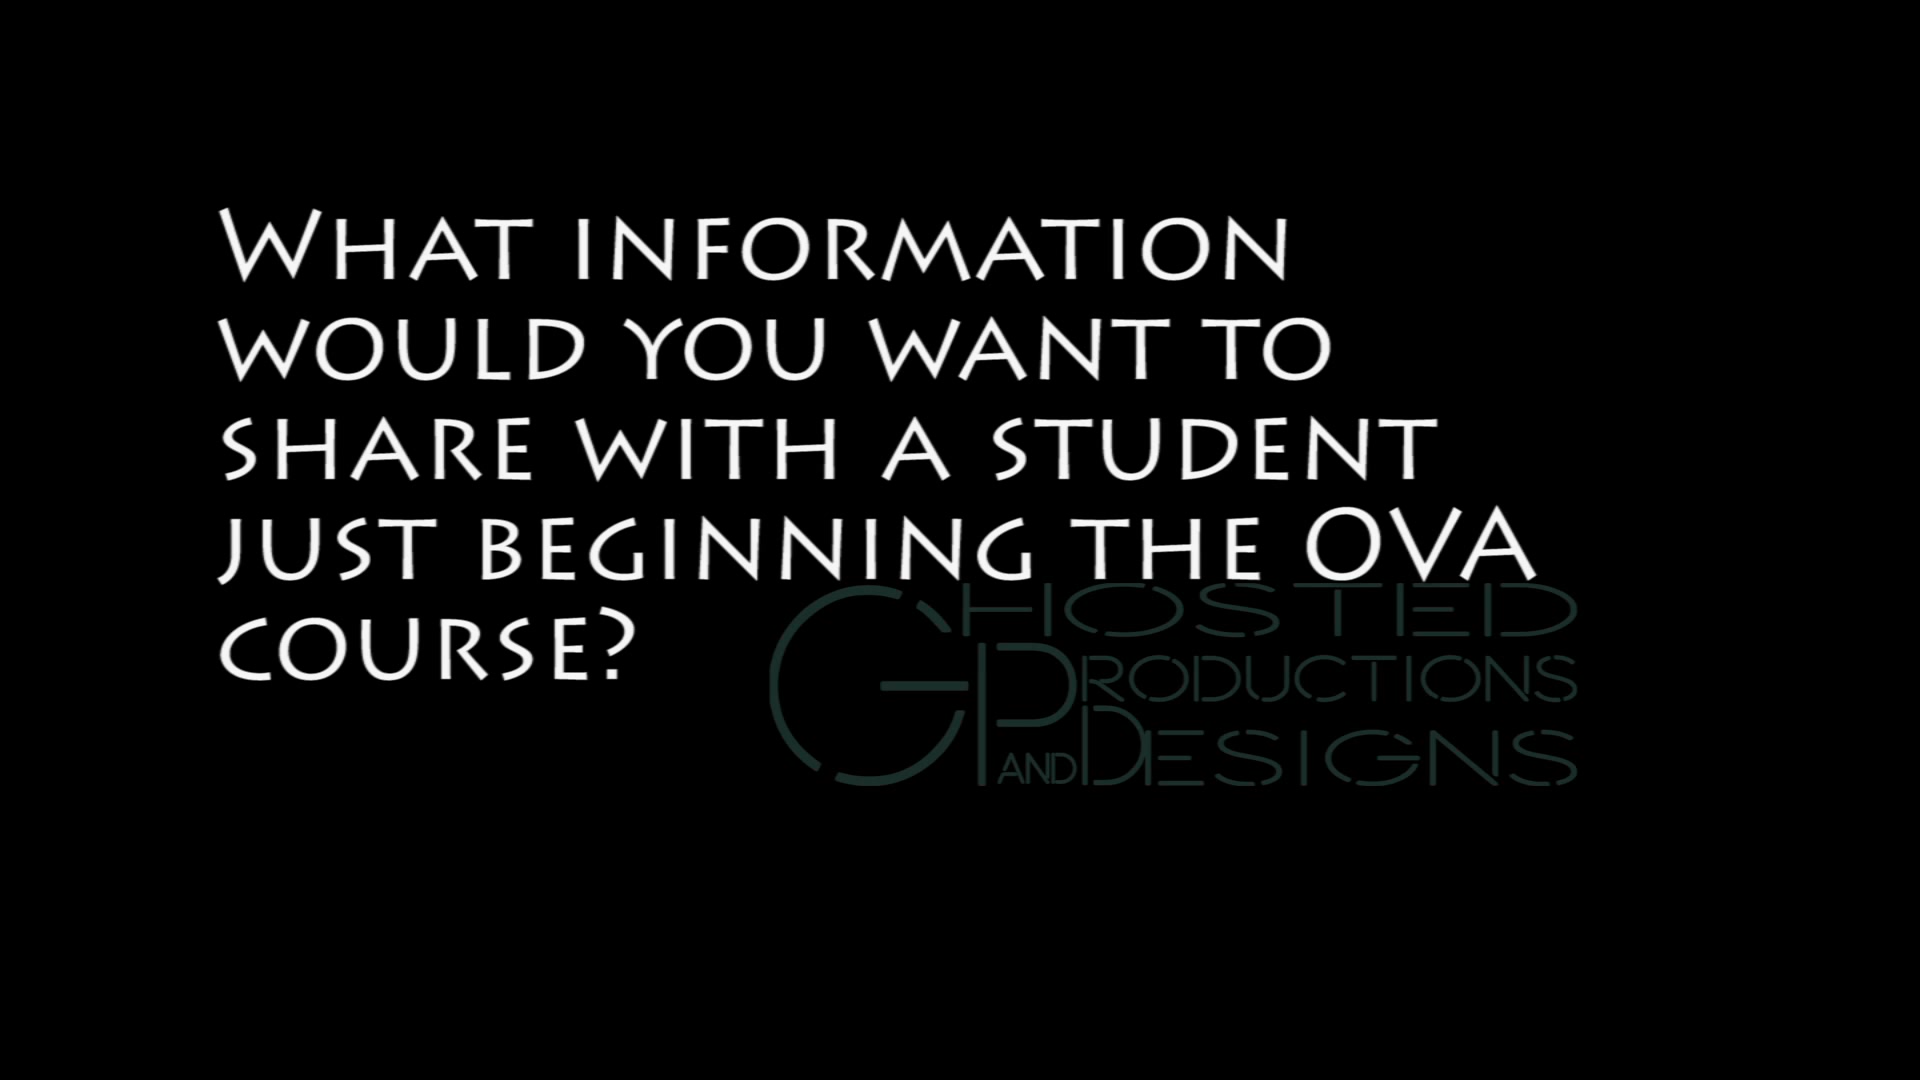 What information
would you want to
share with a student
just beginning the OVA
course?
Ghosted
Productions
and Designs